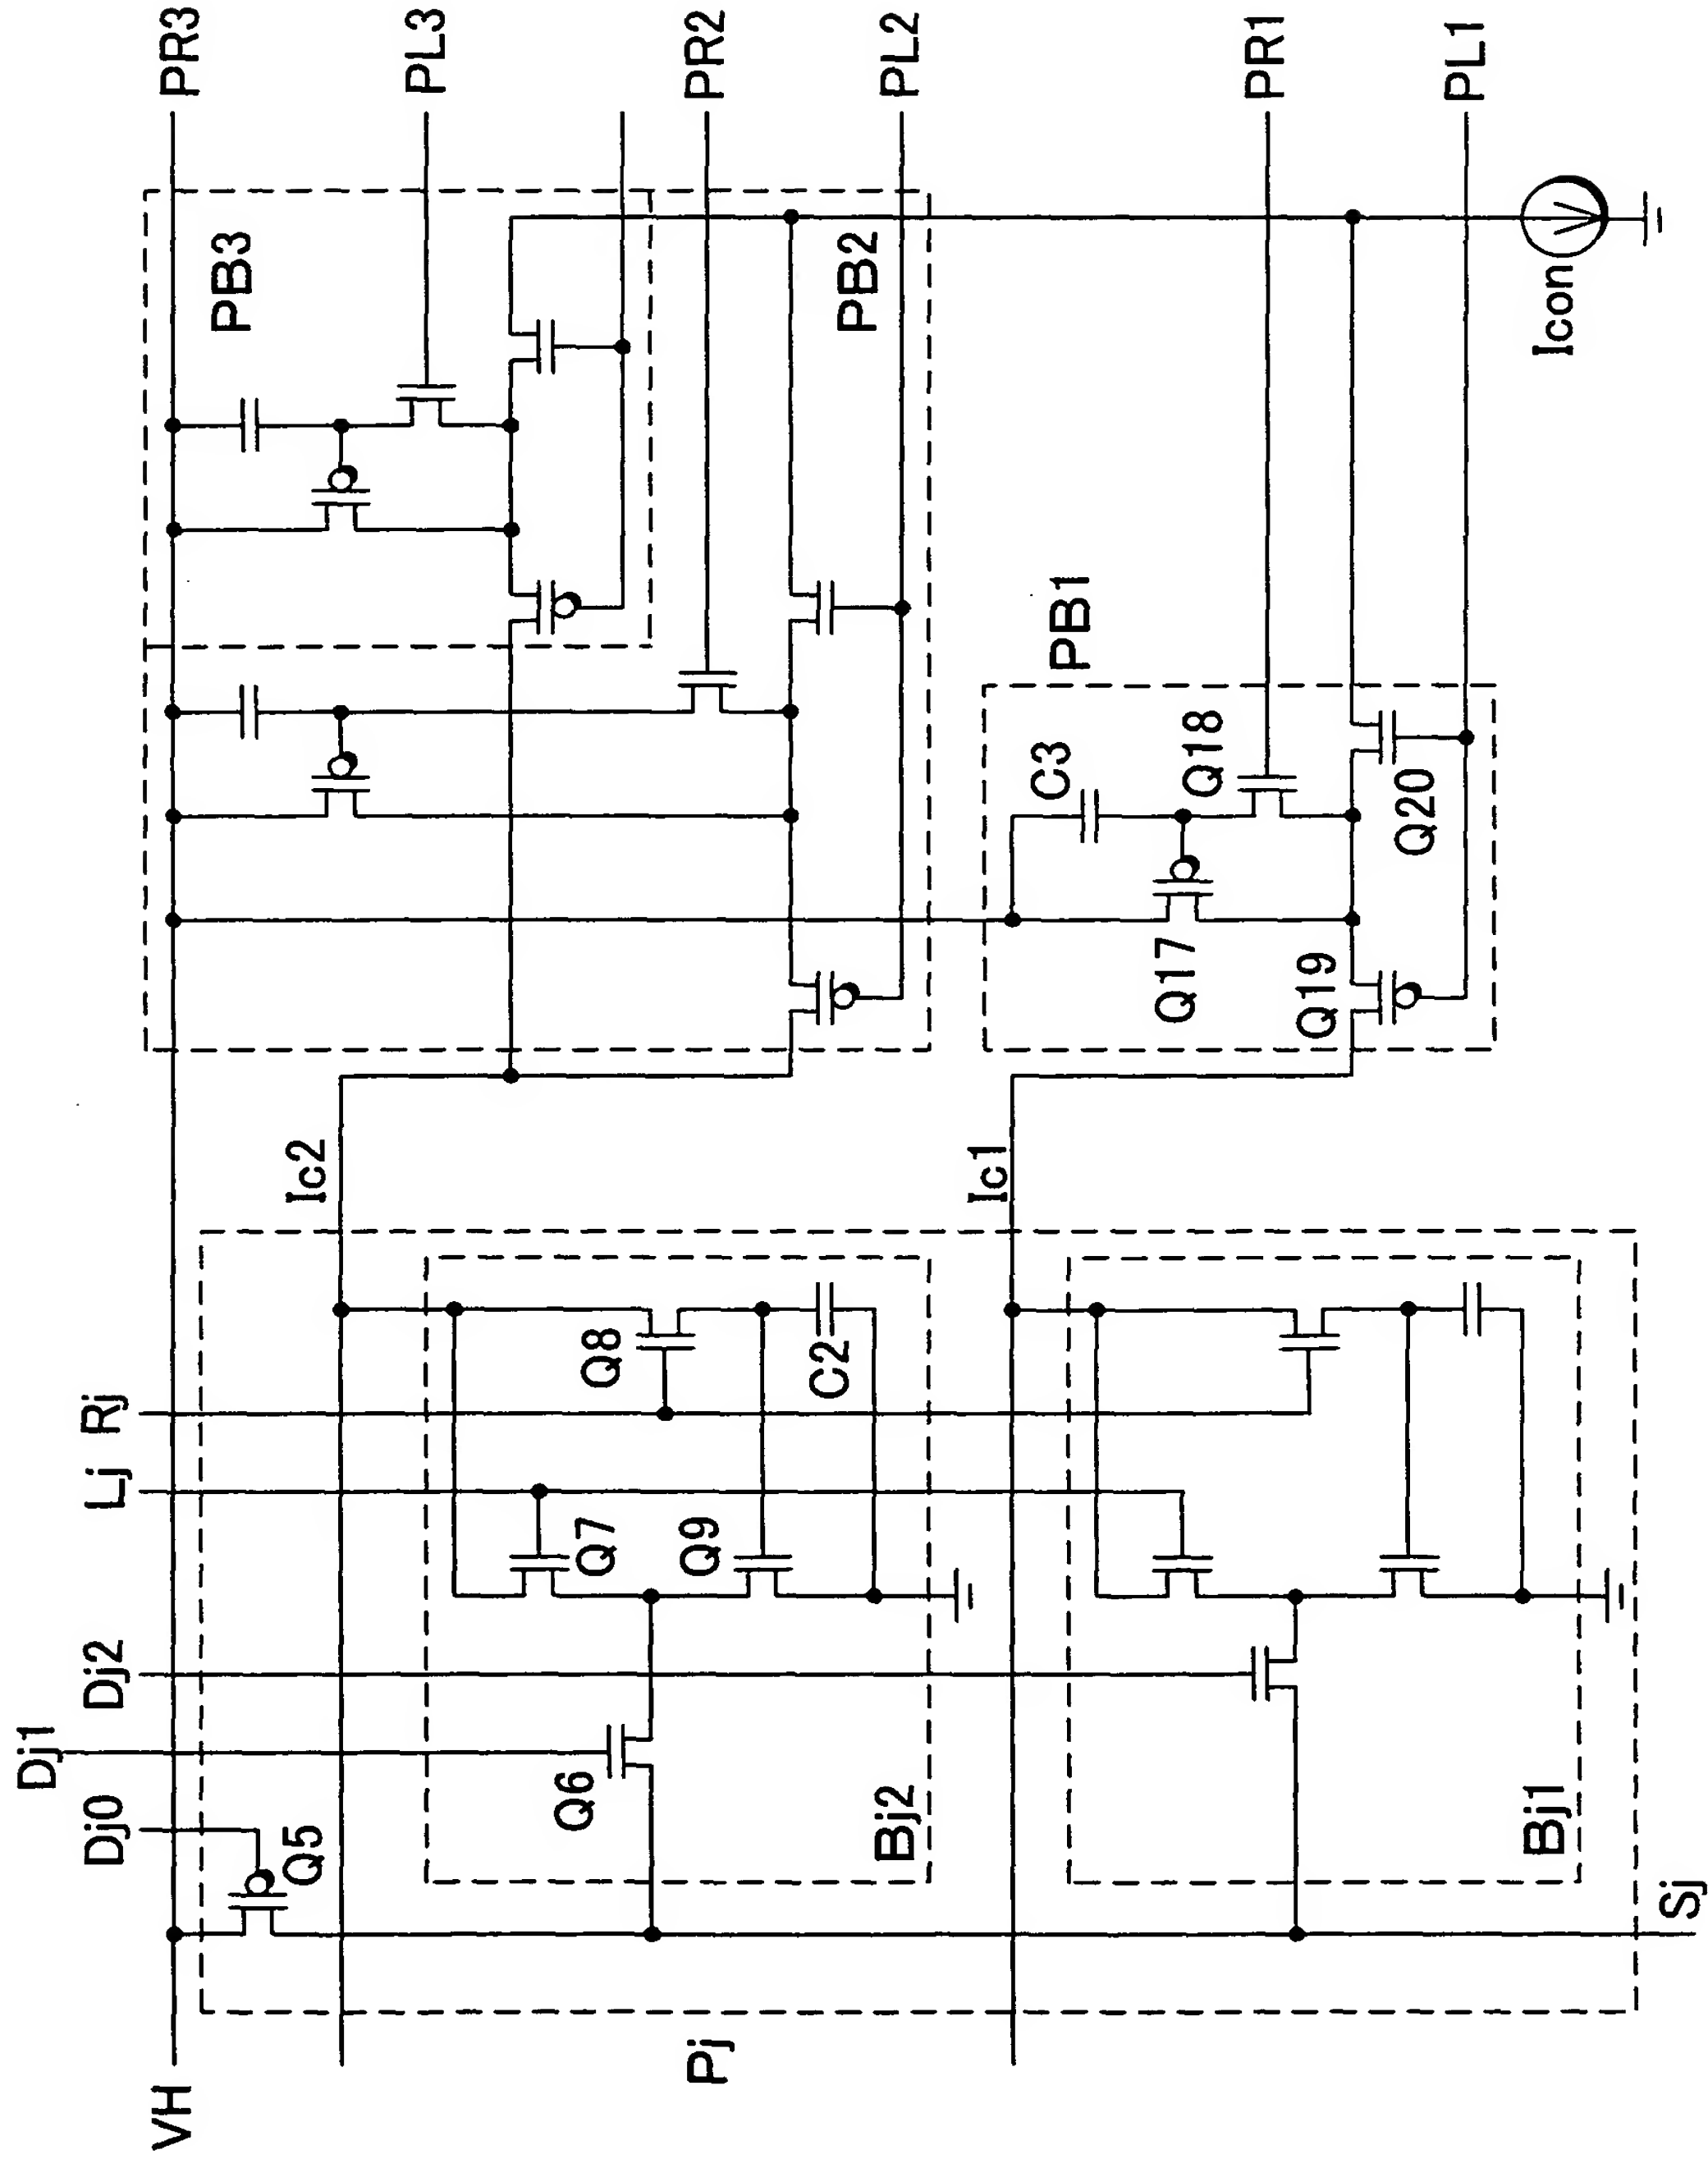 PR3
PL3
PR2
PL2
PR1
PL1
PB3
PB2
Icon
PB1
C3
Q18
Q20
Q17
Q19
Ic2
Ic1
Q8
C2
Rj
Lj
Q7
Q9
Dj2
Dj1
Dj0
Q6
Q5
Bj2
Bj1
Sj
Pj
VH